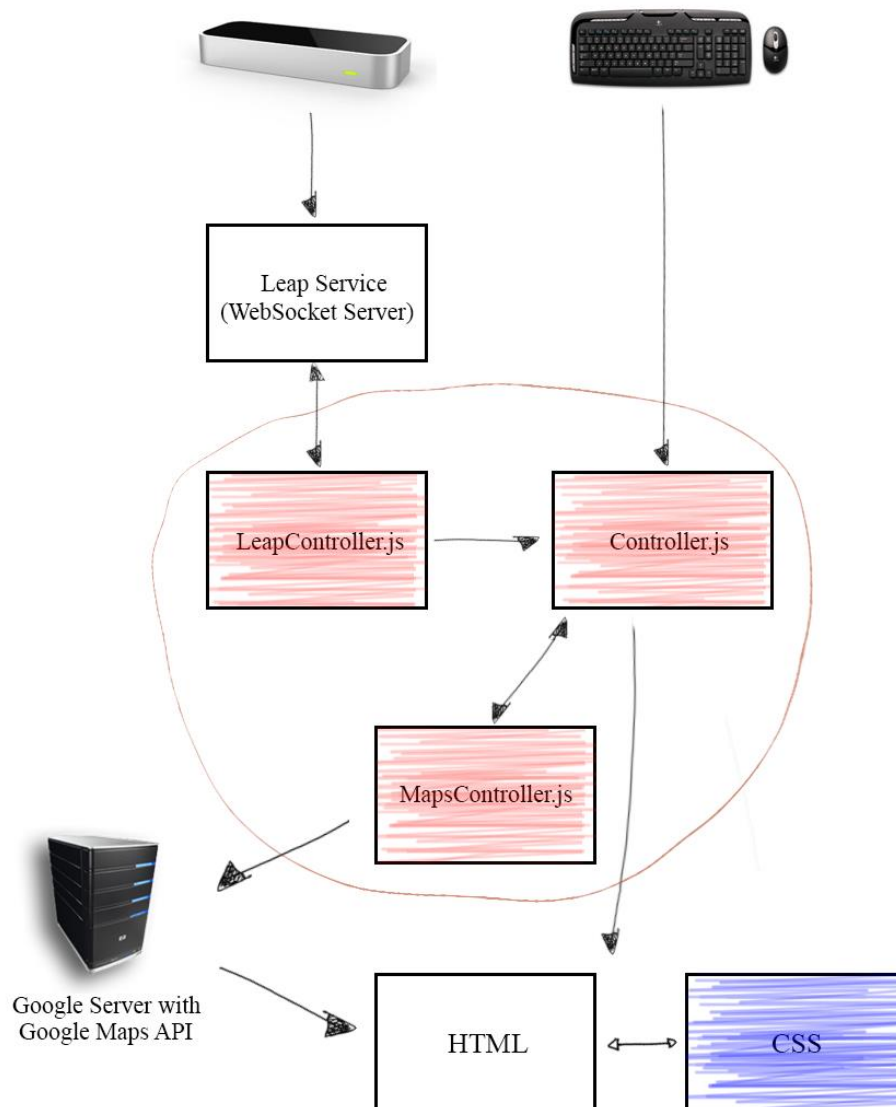 Leap Service
(WebSocket Server)
LeapController.js
Controller.js
MapsController.js
Google Server with
Google Maps API
HTML
CSS